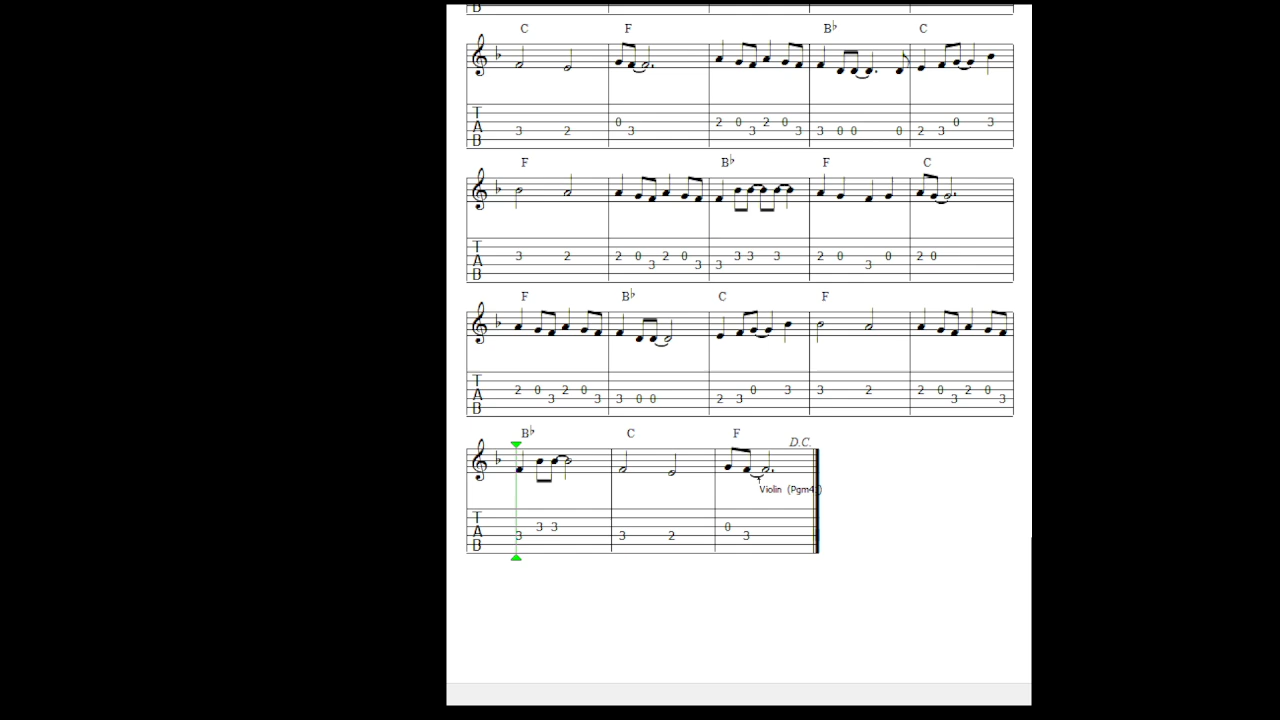 B
C F B♭ C
T
A
B
3 2 0 3 2 0 3 2 0 3 3 0 0 0 2 3 0 3
F B♭ F C
T
A
B
3 2 2 0 3 2 0 3 3 3 3 3 2 0 3 0 2 0
F B♭ C F
T
A
B
2 0 3 2 0 3 3 0 0 2 3 0 3 3 2 2 0 3 2 0 3
B♭ C F D.C.
Violin (Pgm4
T
A
B
3 3 3 3 2 0 3